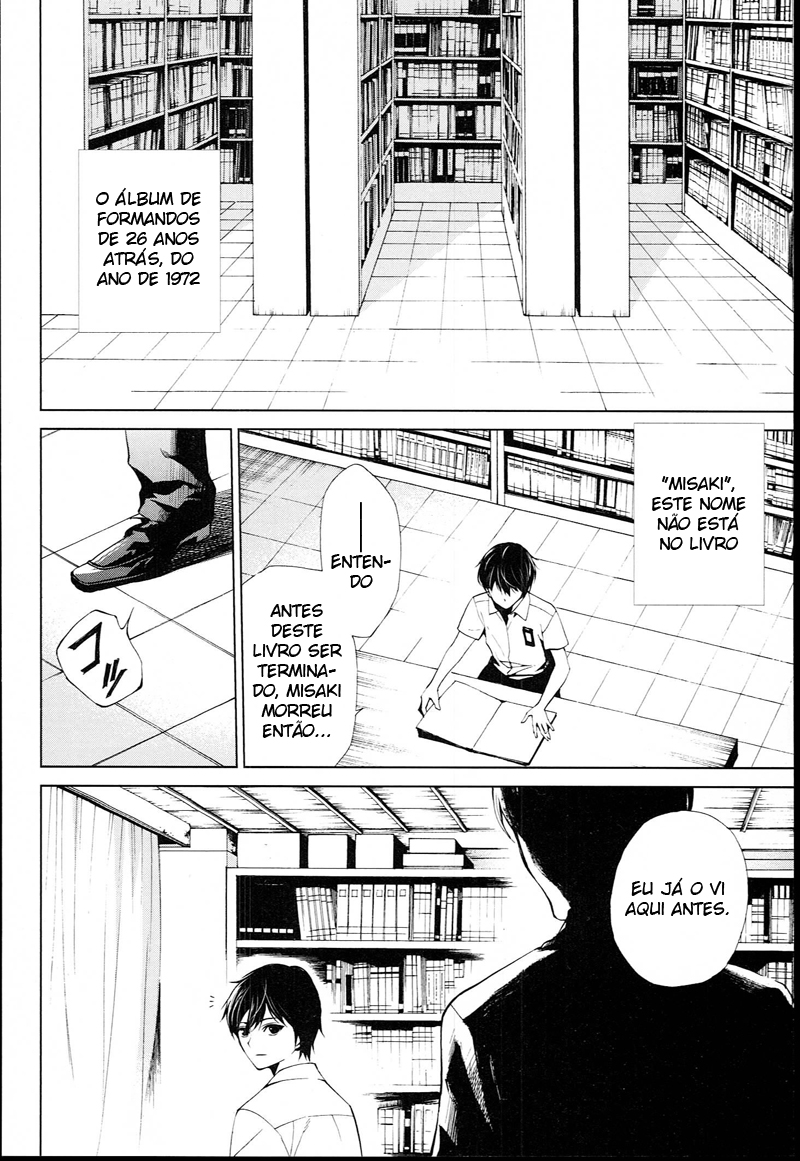 O ÁLBUM DE
FORMANDOS
DE 26 ANOS
ATRÁS, DO
ANO DE 1972
"MISAKI",
ESTE NOME
NÃO ESTÁ
NO LIVRO
—
ENTEN-
DO
ANTES
DESTE
LIVRO SER
TERMINA-
DO, MISAKI
MORREU
ENTÃO...
コツ
EU JÁ O VI
AQUI ANTES.